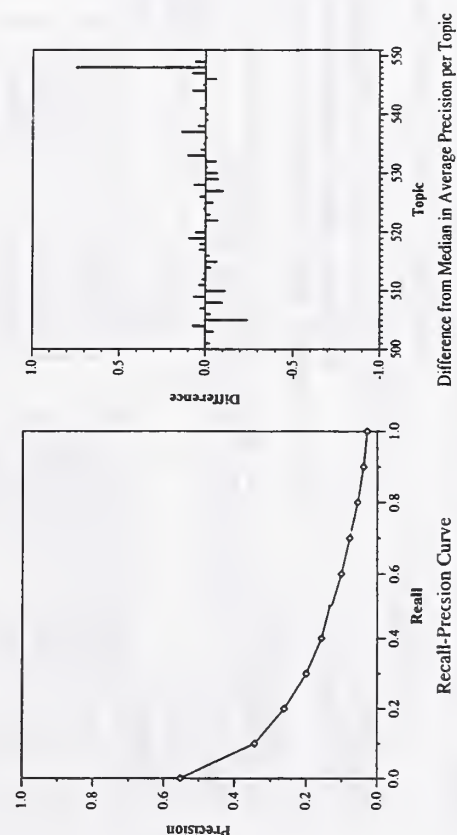 1.0
0.8
0.6
0.4
0.2
0.0
Precision
0.0 0.2 0.4 0.6 0.8 1.0
Reall
Recall-Precsion Curve
1.0
0.5
0.0
-0.5
-1.0
Difference
500 510 520 530 540 550
Topic
Difference from Median in Average Precision per Topic